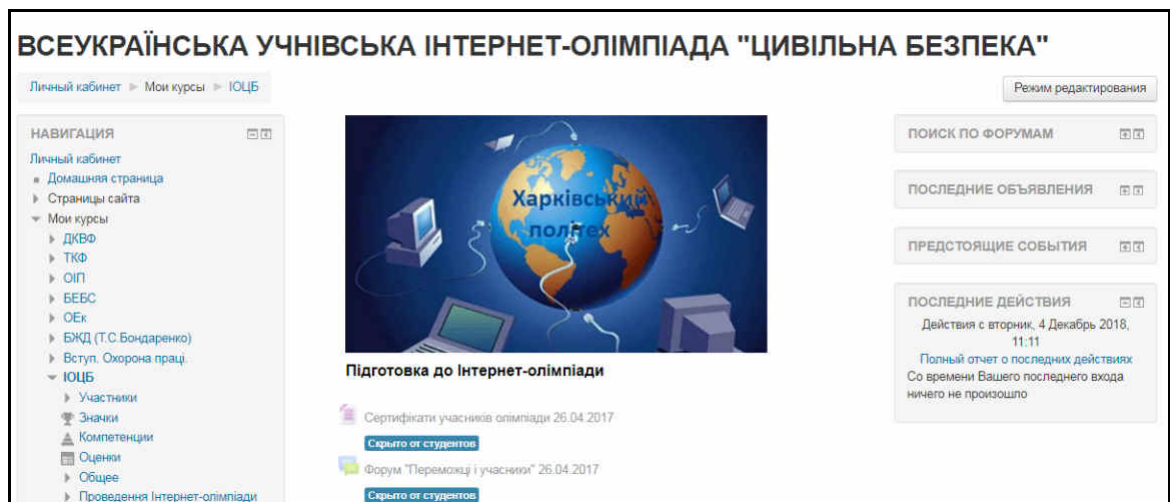 ВСЕУКРАЇНСЬКА УЧНІВСЬКА ІНТЕРНЕТ-ОЛІМПІАДА "ЦИВІЛЬНА БЕЗПЕКА"
Личный кабинет ► Мои курсы ► ІОЦБ
Режим редактирования
НАВИГАЦИЯ
Личный кабинет
Домашняя страница
Страницы сайта
Мои курсы
ДКВФ
ТКФ
ОІП
БЕБС
ОЕк
БЖД (Т.С.Бондаренко)
Вступ. Охорона праці.
ІОЦБ
Участники
Значки
Компетенции
Оценки
Общее
Проведення Інтернет-олімпіади
Харківський
політех
Підготовка до Інтернет-олімпіади
Сертифікати учасників олімпіади 26.04.2017
Скрыто от студентов
Форум "Переможці і учасники" 26.04.2017
Скрыто от студентов
ПОИСК ПО ФОРУМАМ
ПОСЛЕДНИЕ ОБЪЯВЛЕНИЯ
ПРЕДСТОЯЩИЕ СОБЫТИЯ
ПОСЛЕДНИЕ ДЕЙСТВИЯ
Действия с вторник, 4 Декабрь 2018,
11:11
Полный отчет о последних действиях
Со времени Вашего последнего входа
ничего не произошло